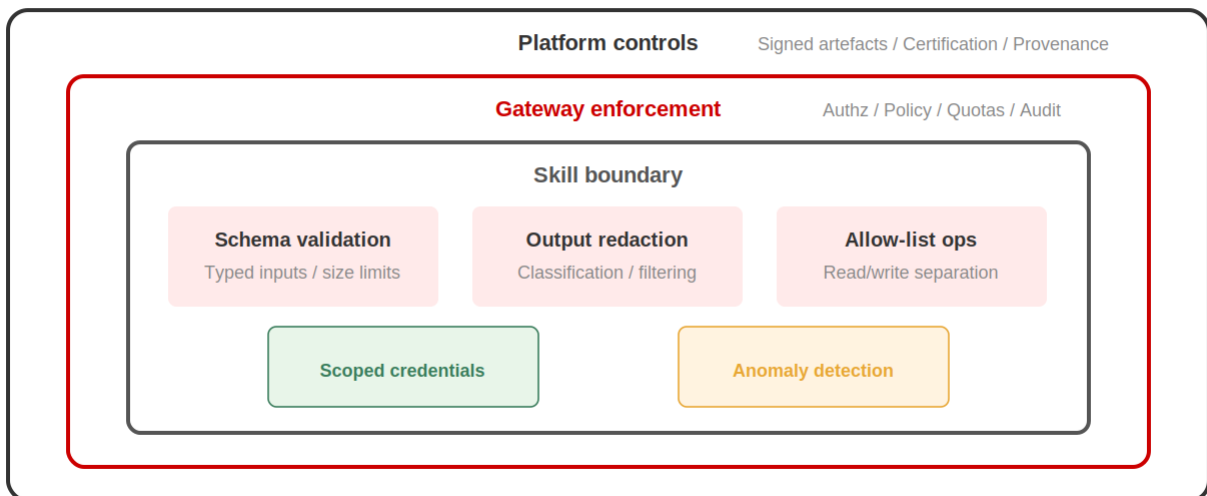 Platform controls Signed artefacts / Certification / Provenance
Gateway enforcement Authz / Policy / Quotas / Audit
Skill boundary
Schema validation
Typed inputs / size limits
Output redaction
Classification / filtering
Allow-list ops
Read/write separation
Scoped credentials
Anomaly detection